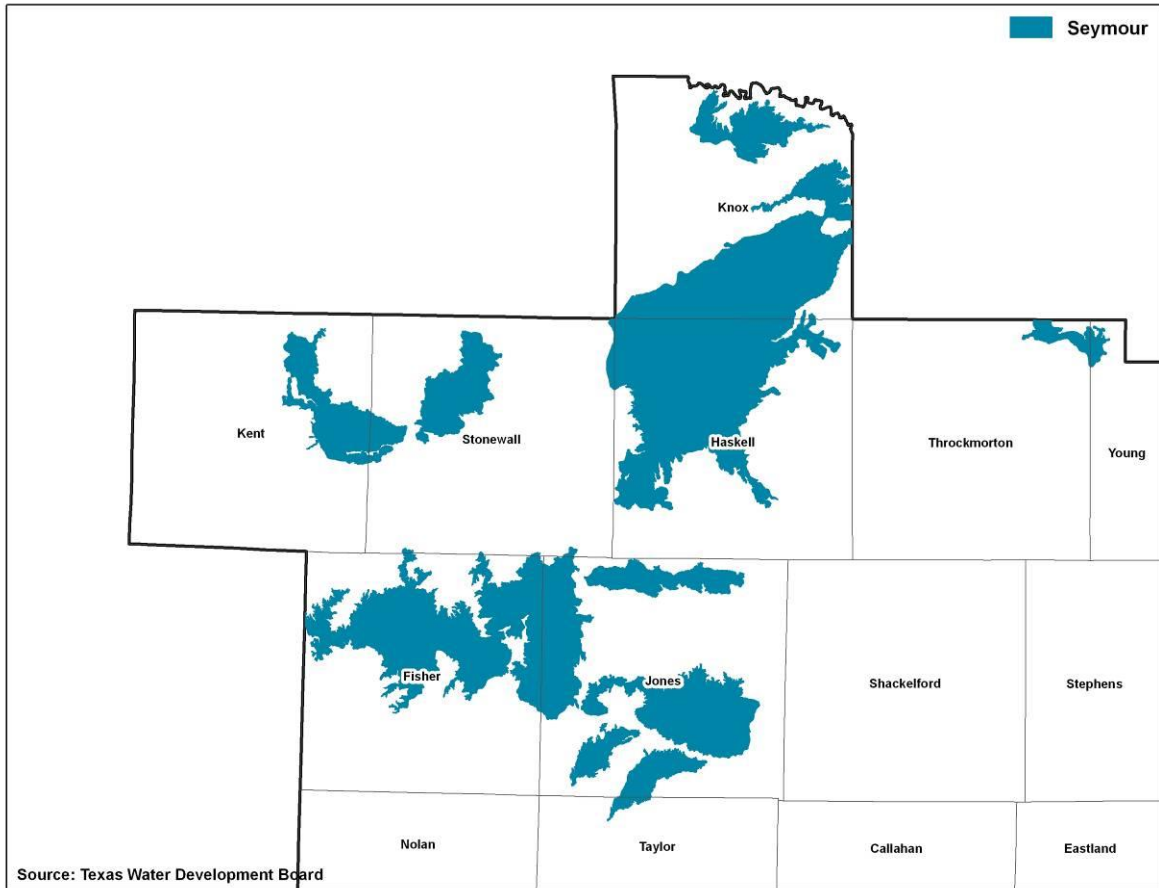 Seymour
Knox
Kent
Stonewall
Haskell
Throckmorton
Young
Fisher
Jones
Shackelford
Stephens
Nolan
Taylor
Callahan
Eastland
Source: Texas Water Development Board